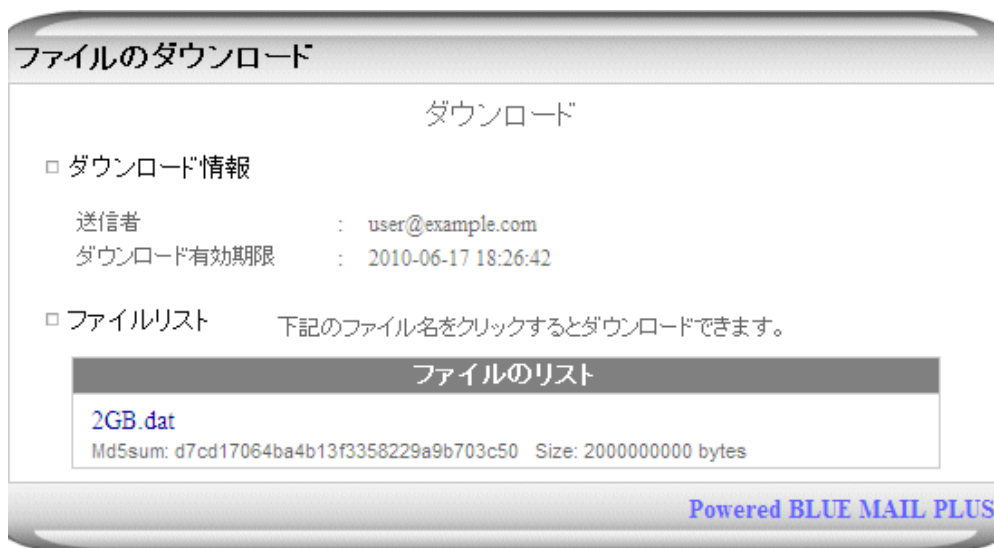 ファイルのダウンロード
ダウンロード
ダウンロード情報
送信者 : user@example.com
ダウンロード有効期限 : 2010-06-17 18:26:42
ファイルリスト 下記のファイル名をクリックするとダウンロードできます。
ファイルのリスト
2GB.dat
Md5sum: d7cd17064ba4b13f3358229a9b703c50 Size: 2000000000 bytes
Powered BLUE MAIL PLUS